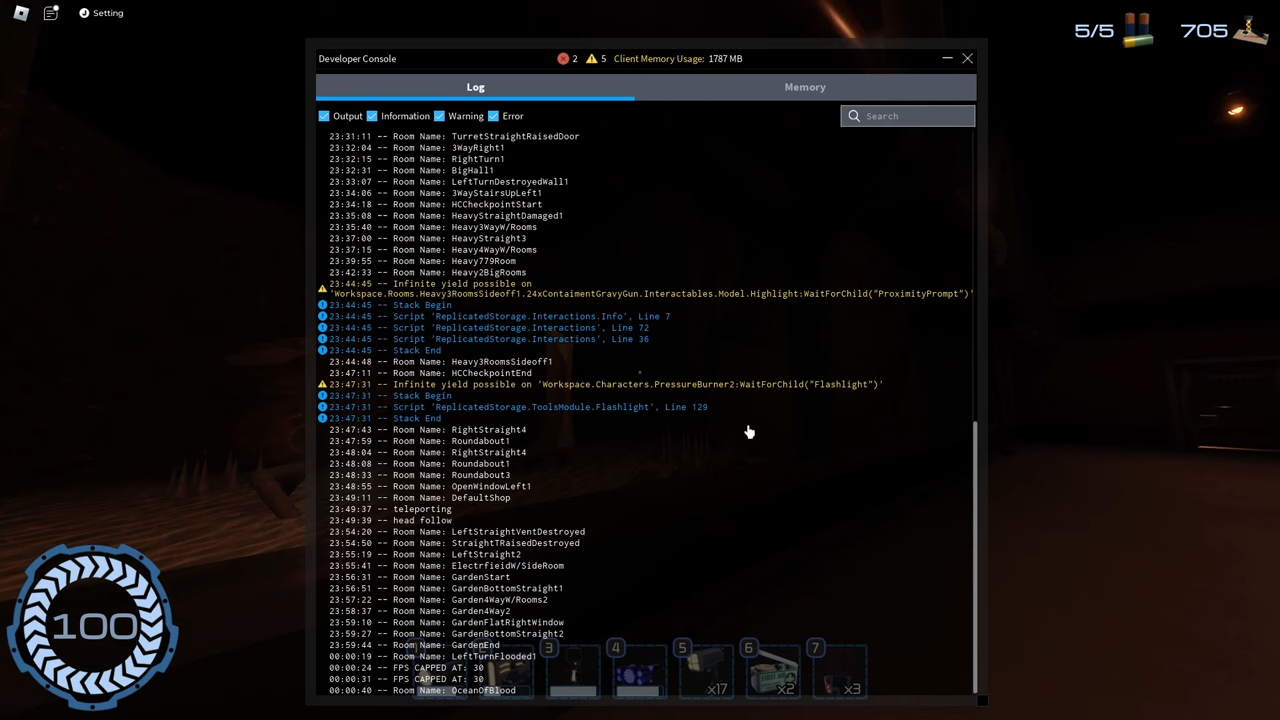 Setting
5/5
705
Developer Console
2
5
Client Memory Usage: 1787 MB
Log
Memory
Output
Information
Warning
Error
Search
23:31:11 -- Room Name: TurretStraightRaisedDoor
23:32:04 -- Room Name: 3WayRight1
23:32:15 -- Room Name: RightTurn1
23:32:31 -- Room Name: BigHall1
23:33:07 -- Room Name: LeftTurnDestroyedWall1
23:34:06 -- Room Name: 3WayStairsUpLeft1
23:34:18 -- Room Name: HCCheckpointStart
23:35:08 -- Room Name: HeavyStraightDamaged1
23:35:40 -- Room Name: Heavy3WayW/Rooms
23:37:00 -- Room Name: HeavyStraight3
23:37:15 -- Room Name: Heavy4WayW/Rooms
23:39:55 -- Room Name: Heavy779Room
23:42:33 -- Room Name: Heavy2BigRooms
23:44:45 -- Infinite yield possible on
'Workspace.Rooms.Heavy3RoomsSideoff1.24xContaimentGravyGun.Interactables.Model.Highlight:WaitForChild("ProximityPrompt")'
23:44:45 -- Stack Begin
23:44:45 -- Script 'ReplicatedStorage.Interactions.Info', Line 7
23:44:45 -- Script 'ReplicatedStorage.Interactions', Line 72
23:44:45 -- Script 'ReplicatedStorage.Interactions', Line 36
23:44:45 -- Stack End
23:44:48 -- Room Name: Heavy3RoomsSideoff1
23:47:11 -- Room Name: HCCheckpointEnd
23:47:31 -- Infinite yield possible on 'Workspace.Characters.PressureBurner2:WaitForChild("Flashlight")'
23:47:31 -- Stack Begin
23:47:31 -- Script 'ReplicatedStorage.ToolsModule.Flashlight', Line 129
23:47:31 -- Stack End
23:47:43 -- Room Name: RightStraight4
23:47:59 -- Room Name: Roundabout1
23:48:04 -- Room Name: RightStraight4
23:48:08 -- Room Name: Roundabout1
23:48:33 -- Room Name: Roundabout3
23:48:55 -- Room Name: OpenWindowLeft1
23:49:11 -- Room Name: DefaultShop
23:49:37 -- teleporting
23:49:39 -- head follow
23:54:20 -- Room Name: LeftStraightVentDestroyed
23:54:50 -- Room Name: StraightTRaisedDestroyed
23:55:19 -- Room Name: LeftStraight2
23:55:41 -- Room Name: ElectrfieidW/SideRoom
23:56:31 -- Room Name: GardenStart
23:56:51 -- Room Name: GardenBottomStraight1
23:57:22 -- Room Name: Garden4WayW/Rooms2
23:58:37 -- Room Name: Garden4Way2
23:59:10 -- Room Name: GardenFlatRightWindow
23:59:27 -- Room Name: GardenBottomStraight2
23:59:44 -- Room Name: GardenEnd
00:00:19 -- Room Name: LeftTurnFlooded1
00:00:24 -- FPS CAPPED AT: 30
00:00:31 -- FPS CAPPED AT: 30
00:00:40 -- Room Name: OceanOfBlood
100
3
4
5
6
7
x17
x2
x3